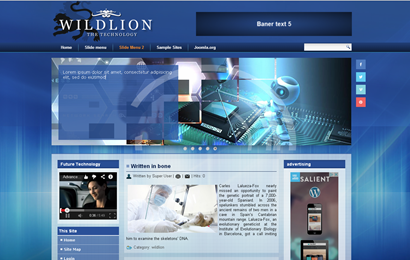 WILDLION
THE TECHNOLOGY
Baner text 5
Home
Slide menu
Slide Menu 2
Sample Sites
Joomla.org
Lorem ipsum dolor sit amet, consectetur adipiscing
elit, sed do eiusmod
Future Technology
Advance
This Site
Home
Site Map
Login
Written in bone
Written by Super User
Hits: 0
Carles Lalueza-Fox nearly
missed an opportunity to paint
the genetic portrait of a 7,000-
year-old Spaniard. In 2006,
spelunkers stumbled across the
bones of two ancient men in a
cave in Spain's Cantabrian
mountain range. Lalueza-Fox, an
evolutionary geneticist at
the Institute of Evolutionary Biology
in Barcelona, got a call inviting
him to examine the skeletons' DNA
Category: wildlion
advertising
SALIENT